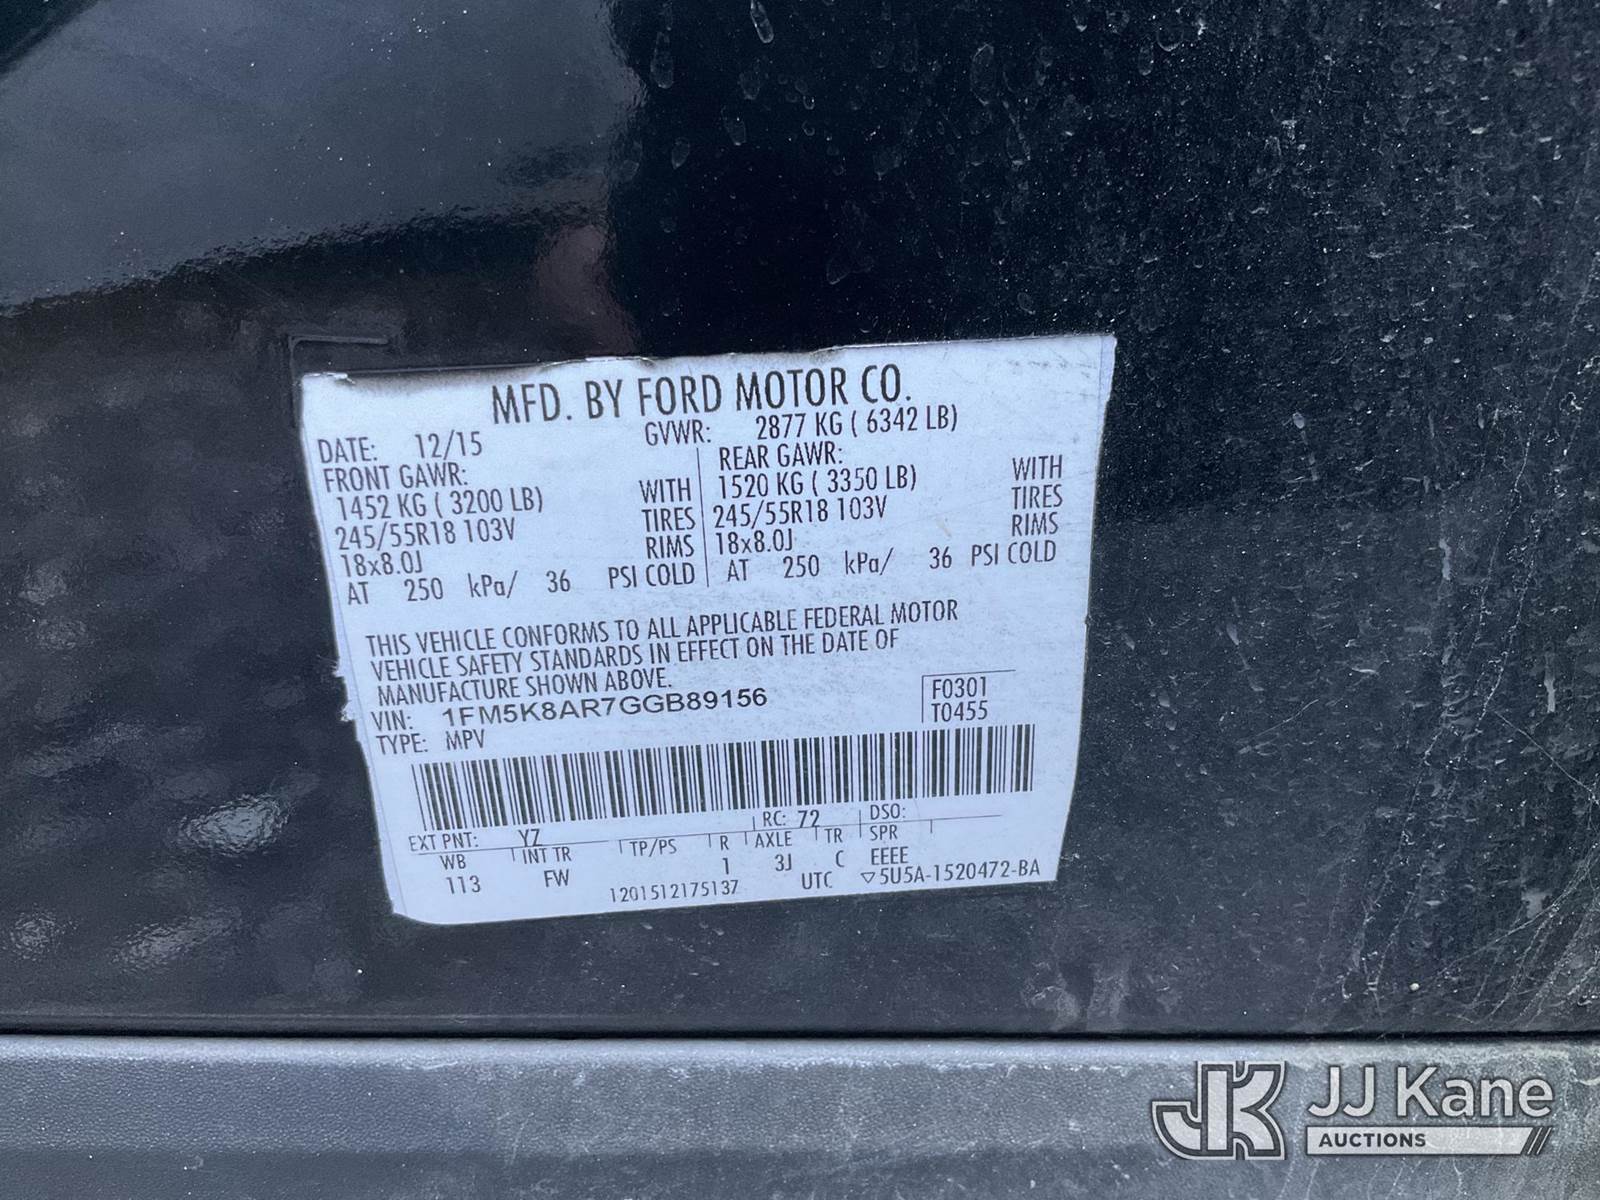 MFD. BY FORD MOTOR CO.
DATE: 12/15 GVWR: 2877 KG ( 6342 LB)
FRONT GAWR: REAR GAWR:
1452 KG ( 3200 LB) WITH 1520 KG ( 3350 LB) WITH
245/55R18 103V TIRES 245/55R18 103V TIRES
18x8.0J RIMS 18x8.0J RIMS
AT 250 kPa/ 36 PSI COLD AT 250 kPa/ 36 PSI COLD
THIS VEHICLE CONFORMS TO ALL APPLICABLE FEDERAL MOTOR
VEHICLE SAFETY STANDARDS IN EFFECT ON THE DATE OF
MANUFACTURE SHOWN ABOVE.
VIN: 1FM5K8AR7GGB89156 F0301
TYPE: MPV T0455
EXT PNT: YZ RC: 72 DSO:
WB INT TR TP/PS R AXLE TR SPR
113 FW 1 3J C EEEE
1201512175137 UTC ▽5U5A-1520472-BA
JK JJ Kane
AUCTIONS